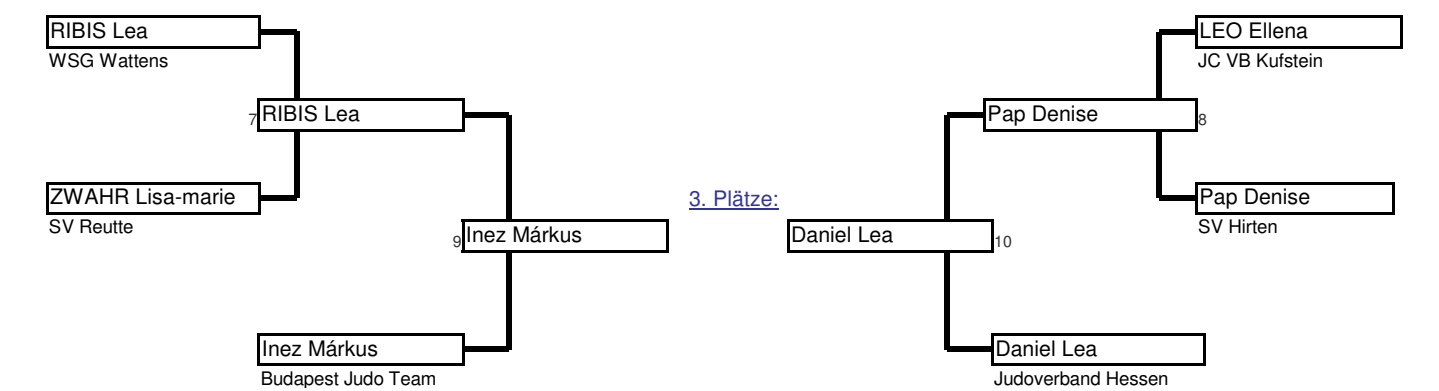 RIBIS Lea
WSG Wattens
LEO Ellena
JC VB Kufstein
7 RIBIS Lea
Pap Denise 8
ZWAHR Lisa-marie
SV Reutte
3. Plätze:
Pap Denise
SV Hirten
9 Inez Márkus
Daniel Lea 10
Inez Márkus
Budapest Judo Team
Daniel Lea
Judoverband Hessen